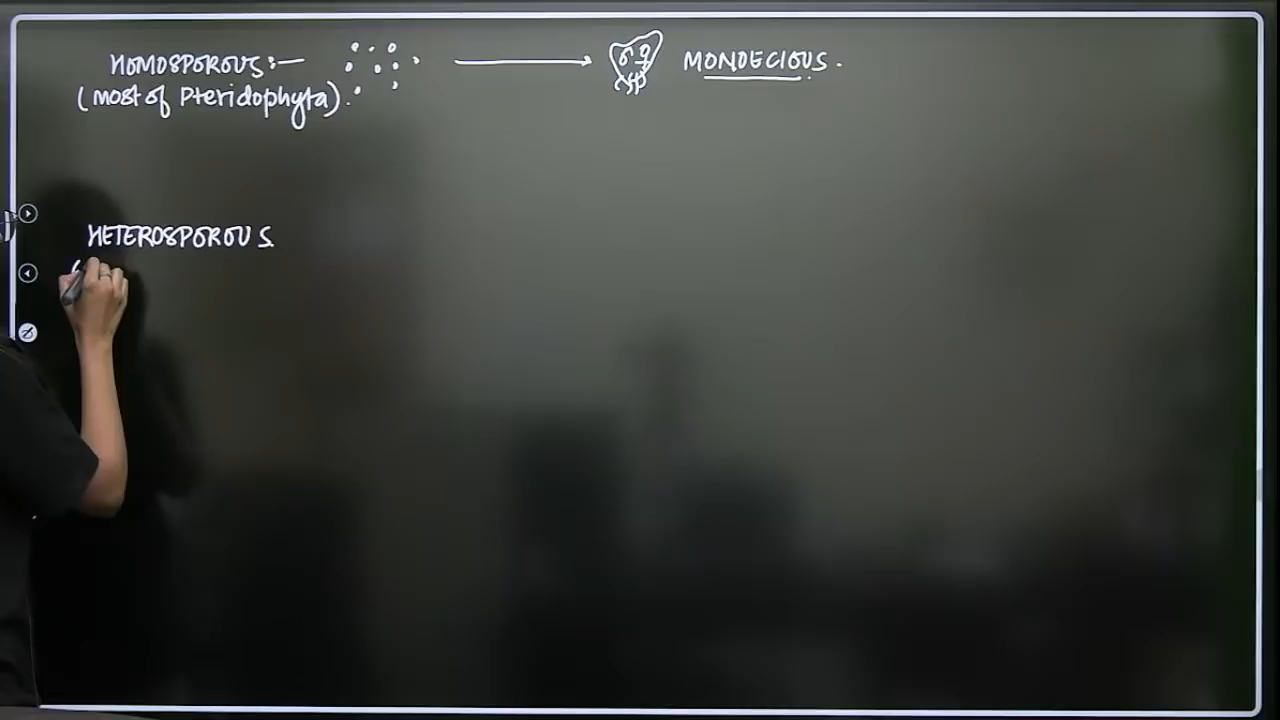 HOMOSPOROUS:— MONOECIOUS.
(most of Pteridophyta).
HETEROSPOROUS.
(